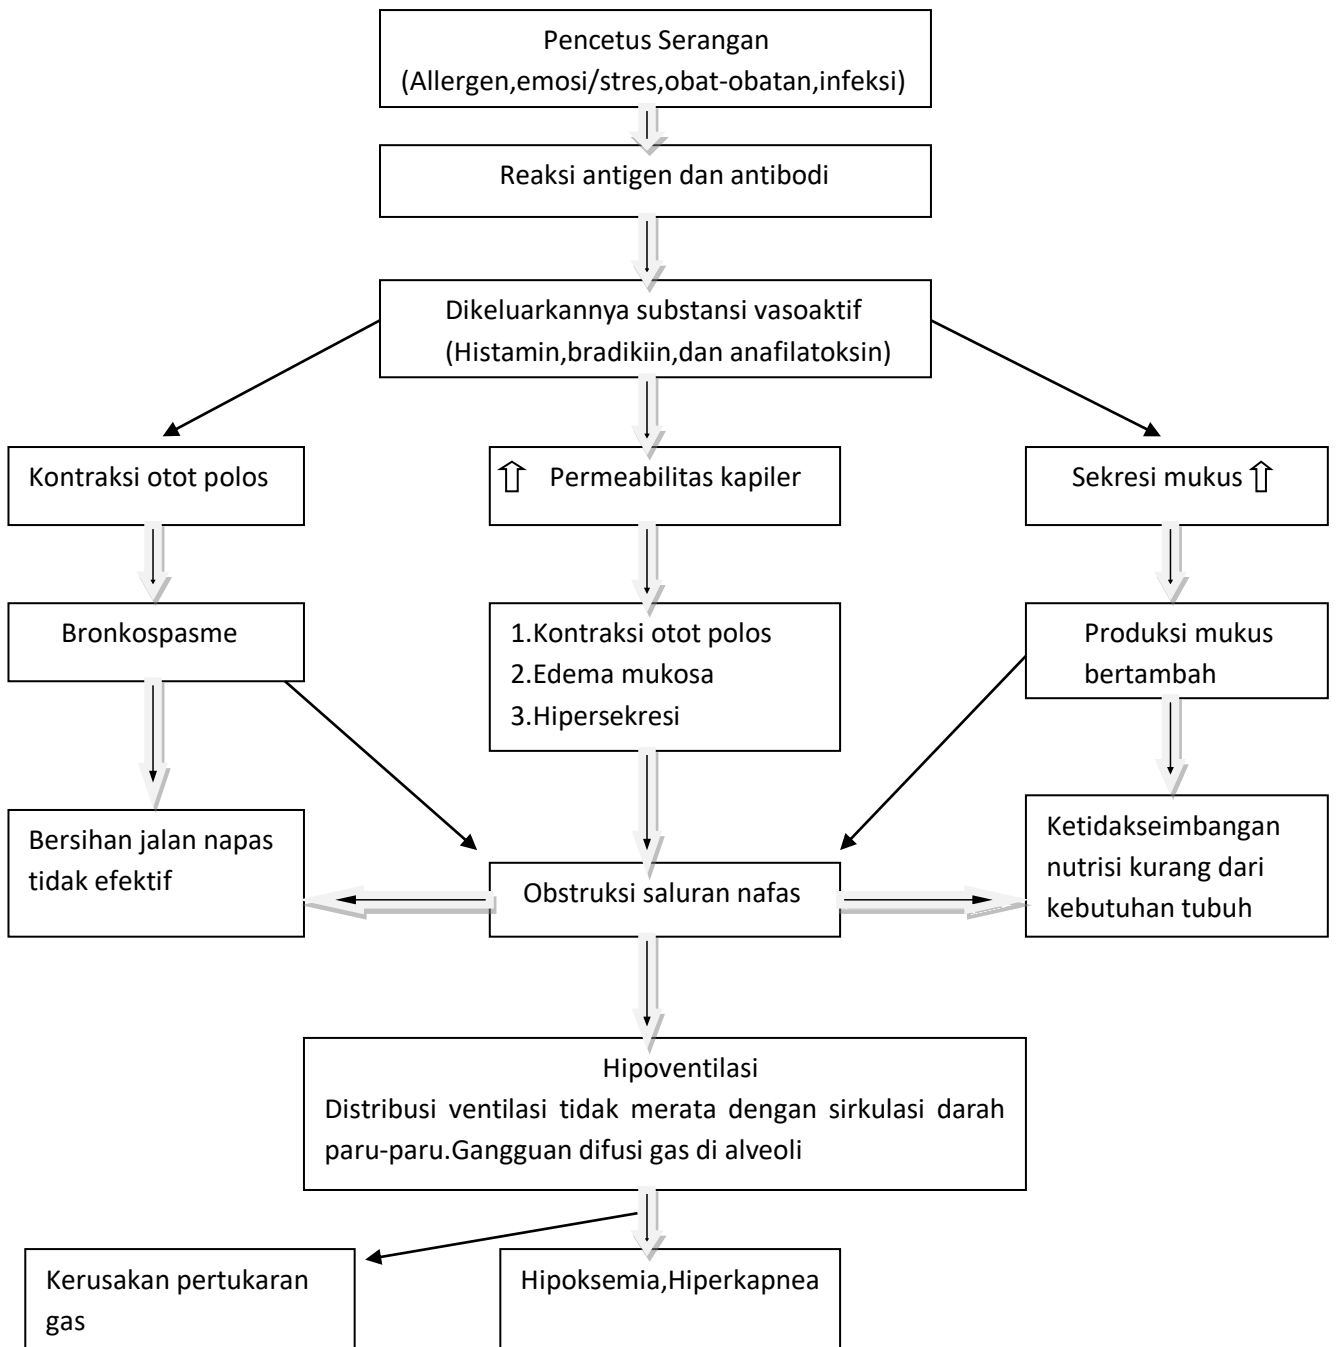 Pencetus Serangan
(Allergen,emosi/stres,obat-obatan,infeksi)
Reaksi antigen dan antibodi
Dikeluarkannya substansi vasoaktif
(Histamin,bradikiin,dan anafilatoksin)
Kontraksi otot polos
⇧ Permeabilitas kapiler
Sekresi mukus ⇧
Bronkospasme
1.Kontraksi otot polos
2.Edema mukosa
3.Hipersekresi
Produksi mukus
bertambah
Bersihan jalan napas
tidak efektif
Obstruksi saluran nafas
Ketidakseimbangan
nutrisi kurang dari
kebutuhan tubuh
Hipoventilasi
Distribusi ventilasi tidak merata dengan sirkulasi darah
paru-paru.Gangguan difusi gas di alveoli
Kerusakan pertukaran
gas
Hipoksemia,Hiperkapnea